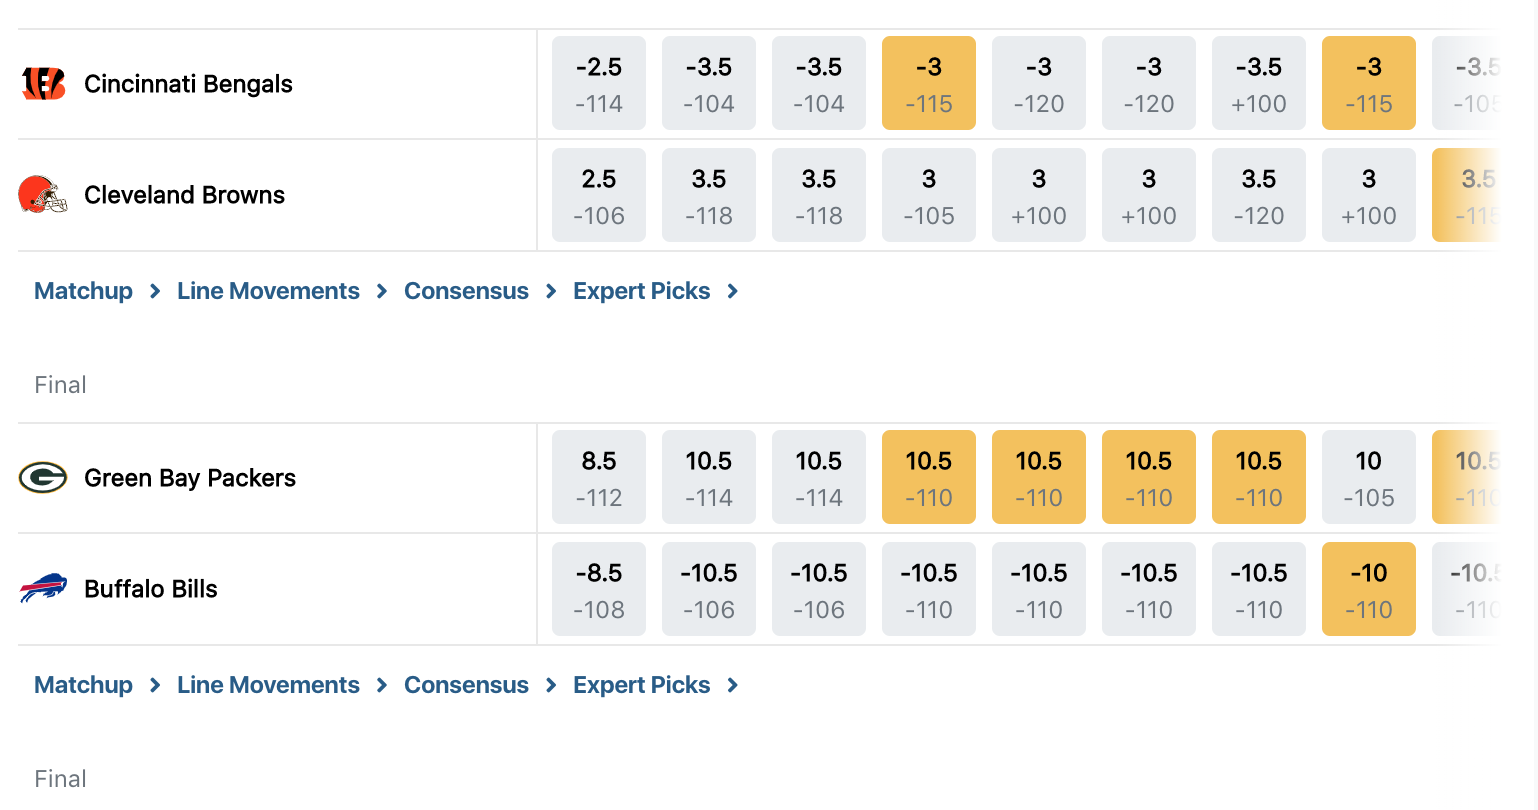 Cincinnati Bengals
-2.5 -3.5 -3.5 -3 -3 -3 -3.5 -3 -3.5
-114 -104 -104 -115 -120 -120 +100 -115 -105
Cleveland Browns
2.5 3.5 3.5 3 3 3 3.5 3 3.5
-106 -118 -118 -105 +100 +100 -120 +100 -115
Matchup > Line Movements > Consensus > Expert Picks >
Final
Green Bay Packers
8.5 10.5 10.5 10.5 10.5 10.5 10.5 10 10.5
-112 -114 -114 -110 -110 -110 -110 -105 -110
Buffalo Bills
-8.5 -10.5 -10.5 -10.5 -10.5 -10.5 -10.5 -10 -10.5
-108 -106 -106 -110 -110 -110 -110 -110 -110
Matchup > Line Movements > Consensus > Expert Picks >
Final